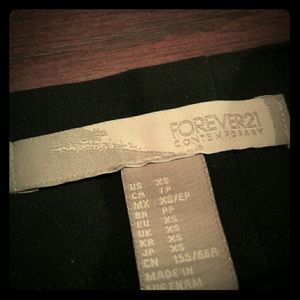 FOREVER21
CONTEMPORARY
US XS
CA TP
MX XS/EP
BR PP
EU XS
UK XS
KR XS
JP XS
CN 155/66A
MADE IN
VIETNAM